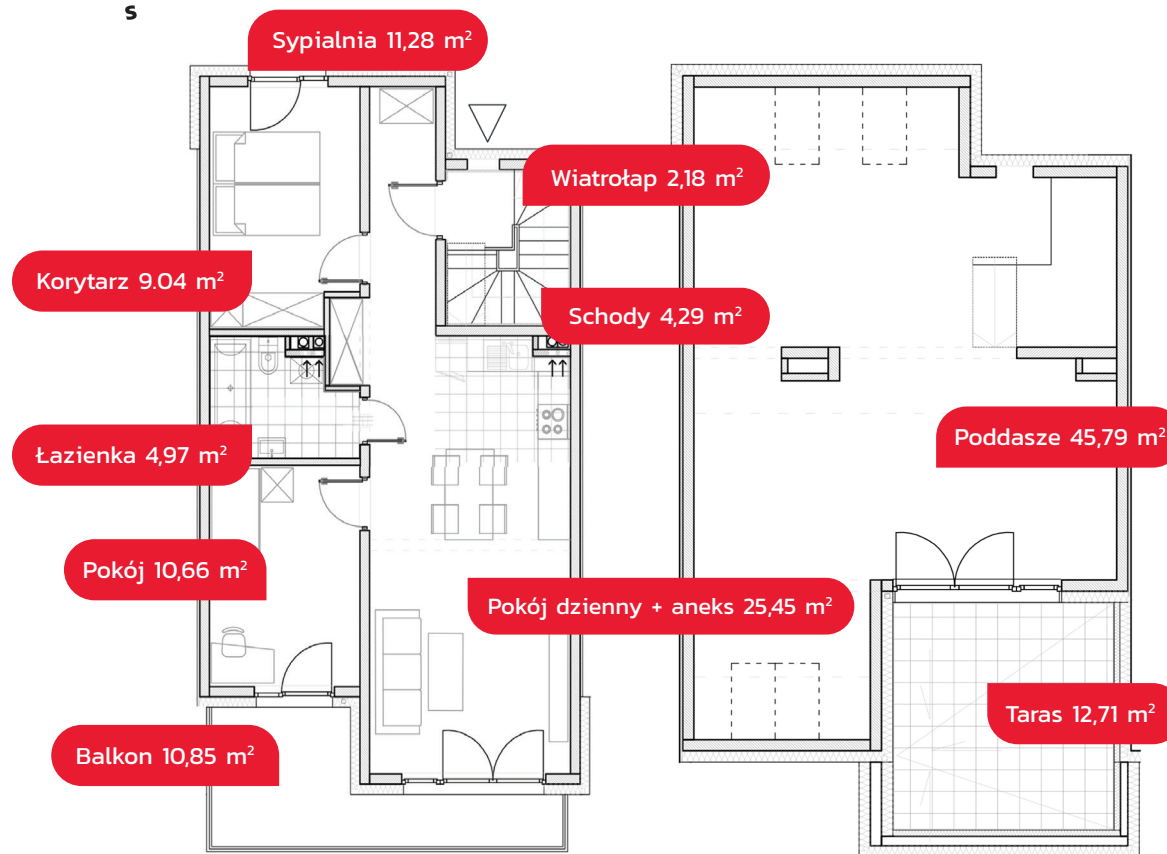 s
Sypialnia 11,28 m²
Wiatrołap 2,18 m²
Korytarz 9.04 m²
Schody 4,29 m²
Poddasze 45,79 m²
Łazienka 4,97 m²
Pokój 10,66 m²
Pokój dzienny + aneks 25,45 m²
Taras 12,71 m²
Balkon 10,85 m²